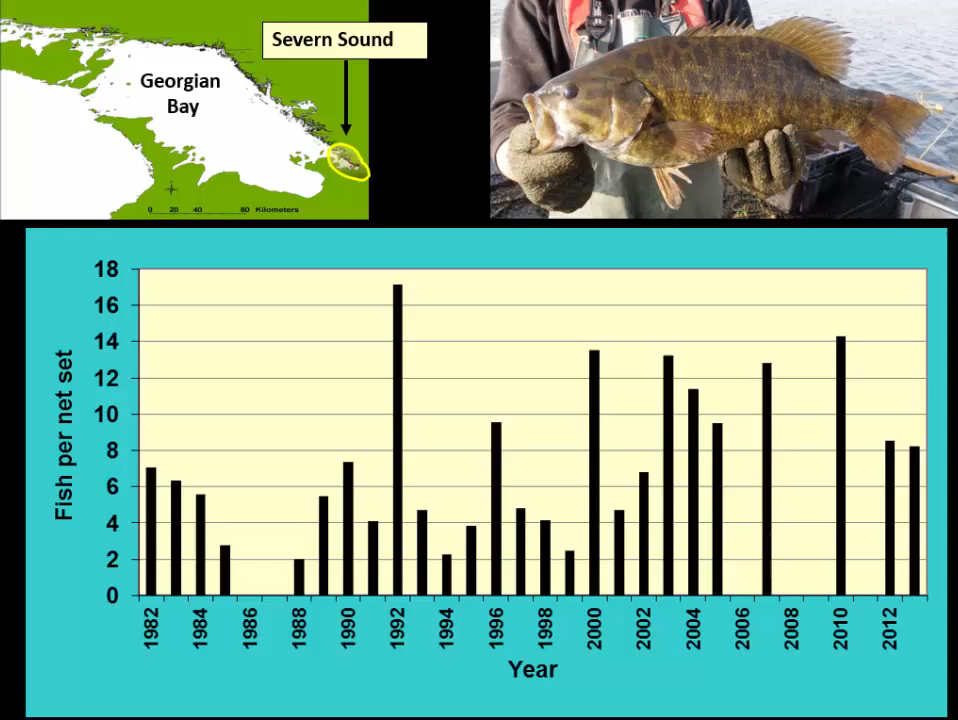 Severn Sound
Georgian
Bay
0 20 40 80 Kilometers
18
16
14
12
10
8
6
4
2
0
Fish per net set
1982 1984 1986 1988 1990 1992 1994 1996 1998 2000 2002 2004 2006 2008 2010 2012
Year